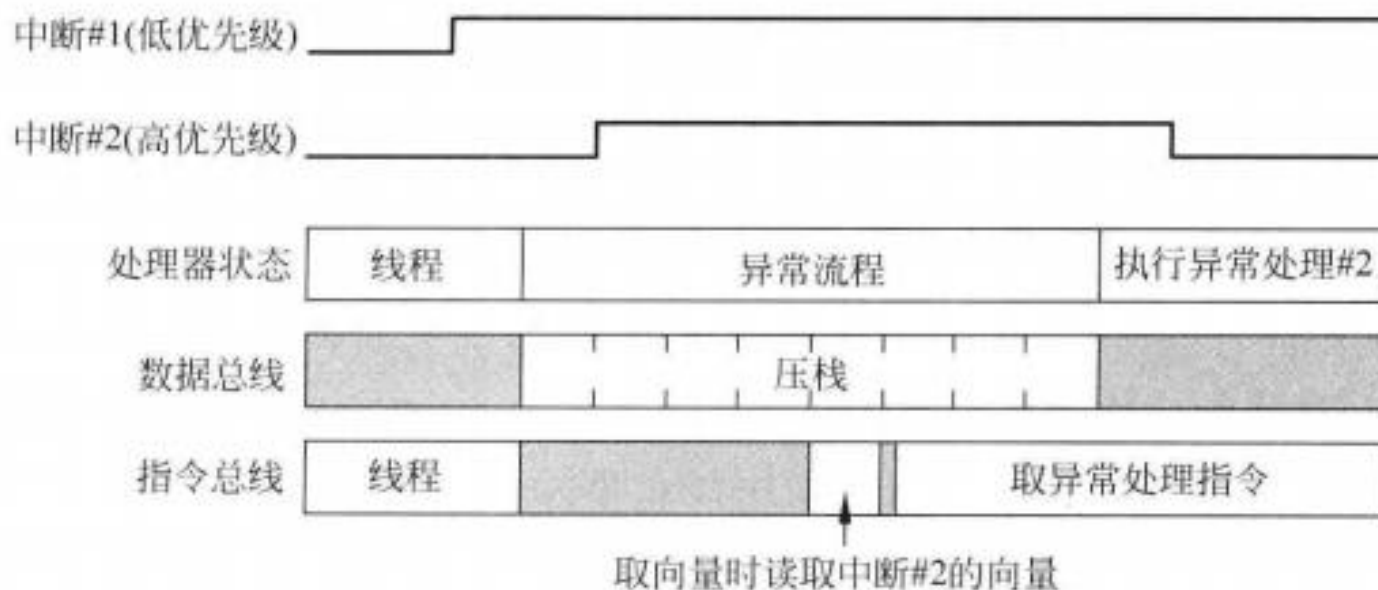 中断#1(低优先级)
中断#2(高优先级)
处理器状态 线程 异常流程 执行异常处理#2
数据总线 压栈
指令总线 线程 取异常处理指令
取向量时读取中断#2的向量